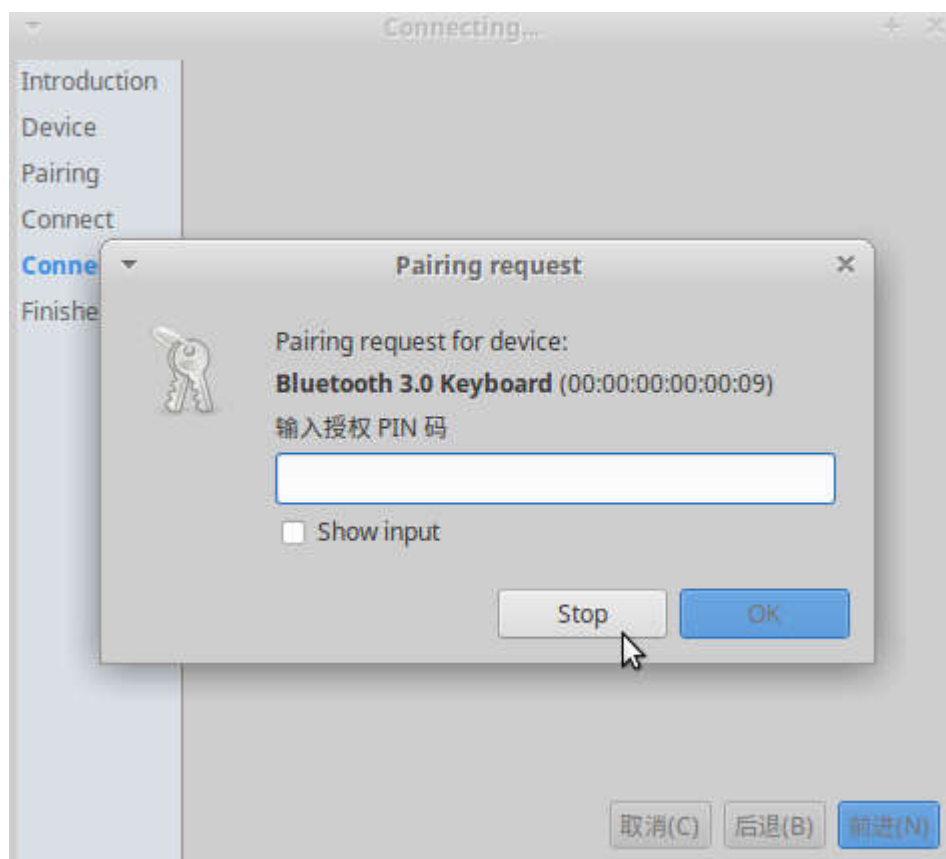 Connecting...
Introduction
Device
Pairing
Connect
Conne
Finishe
Pairing request
Pairing request for device:
Bluetooth 3.0 Keyboard (00:00:00:00:00:09)
输入授权 PIN 码
Show input
Stop OK
取消(C) 后退(B) 前进(N)